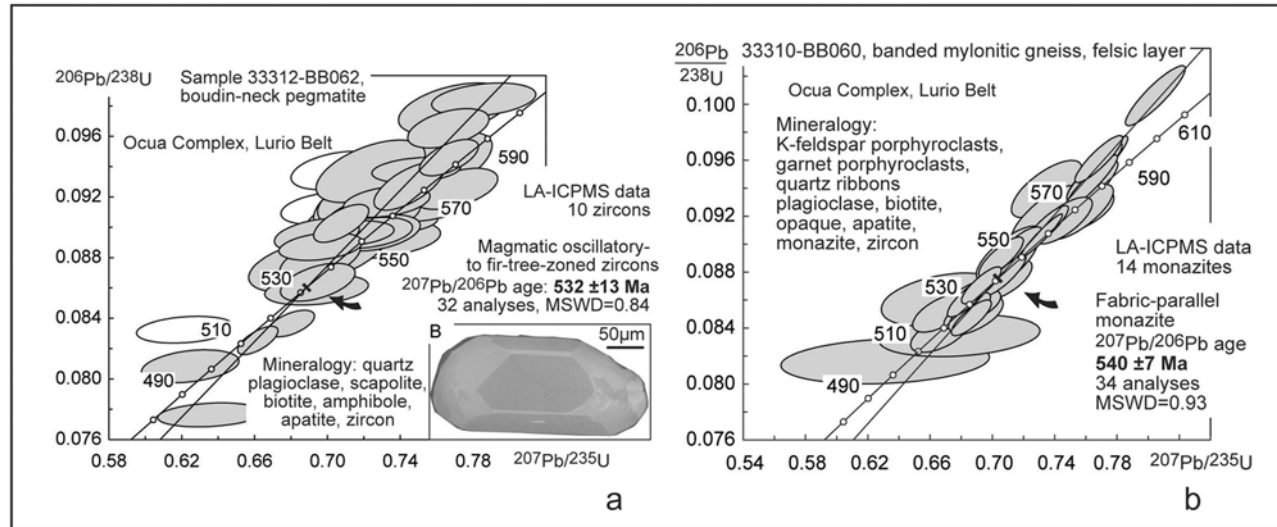 206Pb/238U
Sample 33312-BB062,
boudin-neck pegmatite
Ocua Complex, Lurio Belt
0.096
0.092
0.088
0.084
0.080
0.076
590
570
550
530
510
490
LA-ICPMS data
10 zircons
Magmatic oscillatory-
to fir-tree-zoned zircons
207Pb/206Pb age: 532 ±13 Ma
32 analyses, MSWD=0.84
B
50µm
Mineralogy: quartz
plagioclase, scapolite,
biotite, amphibole,
apatite, zircon
0.58
0.62
0.66
0.70
0.74
0.78
207Pb/235U
a
206Pb
238U
33310-BB060, banded mylonitic gneiss, felsic layer
Ocua Complex, Lurio Belt
Mineralogy:
K-feldspar porphyroclasts,
garnet porphyroclasts,
quartz ribbons
plagioclase, biotite,
opaque, apatite,
monazite, zircon
0.100
0.096
0.092
0.088
0.084
0.080
0.076
610
590
570
550
530
510
490
LA-ICPMS data
14 monazites
Fabric-parallel
monazite
207Pb/206Pb age
540 ±7 Ma
34 analyses
MSWD=0.93
0.54
0.58
0.62
0.66
0.70
0.74
0.78
207Pb/235U
b